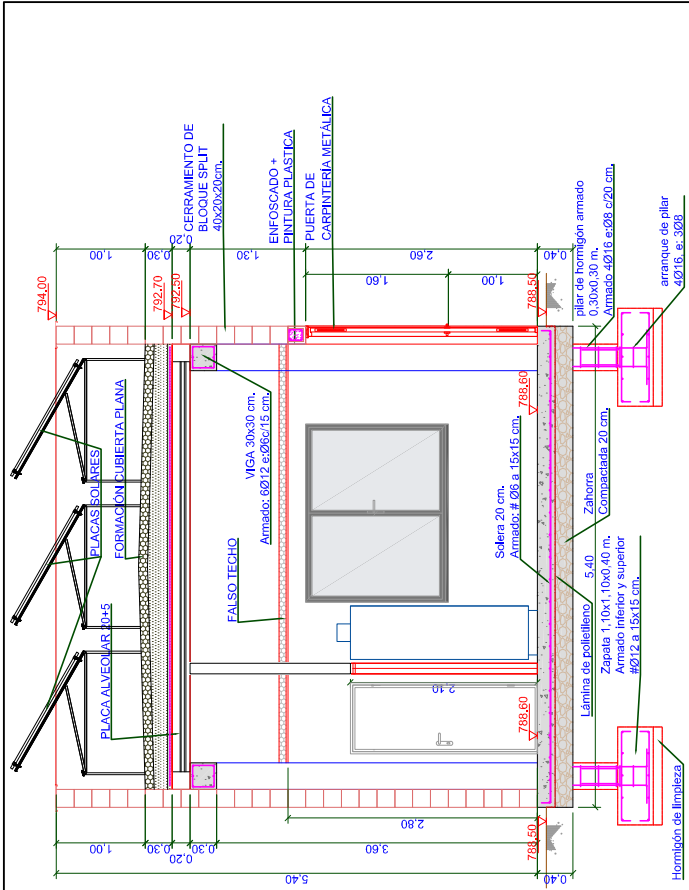 794.00
792.70
792.50
788.50
1,00
0,30
0,20
1,30
2,60
0,40
1,60
1,00
CERRAMIENTO DE
BLOQUE SPLIT
40x20x20cm.
ENFOSCADO +
PINTURA PLASTICA
PUERTA DE
CARPINTERÍA METÁLICA
pilar de hormigón armado
0,30x0,30 m.
Armado 4Ø16 e:Ø8 c/20 cm.
arranque de pilar
4Ø16, e: 3Ø8
PLACAS SOLARES
FORMACIÓN CUBIERTA PLANA
PLACA ALVEOLAR 20+5
VIGA 30x30 cm.
Armado: 6Ø12 e:Ø6c/15 cm.
FALSO TECHO
788.60
Solera 20 cm.
Armado: # Ø6 a 15x15 cm.
Zahorra
Compactada 20 cm.
2,10
788.60
Lámina de polietileno
5,40
Zapata 1,10x1,10x0,40 m.
Armado inferior y superior
#Ø12 a 15x15 cm.
Hormigón de limpieza
2,80
788.50
1,00
0,30
0,20
0,30
3,60
0,40
5,40